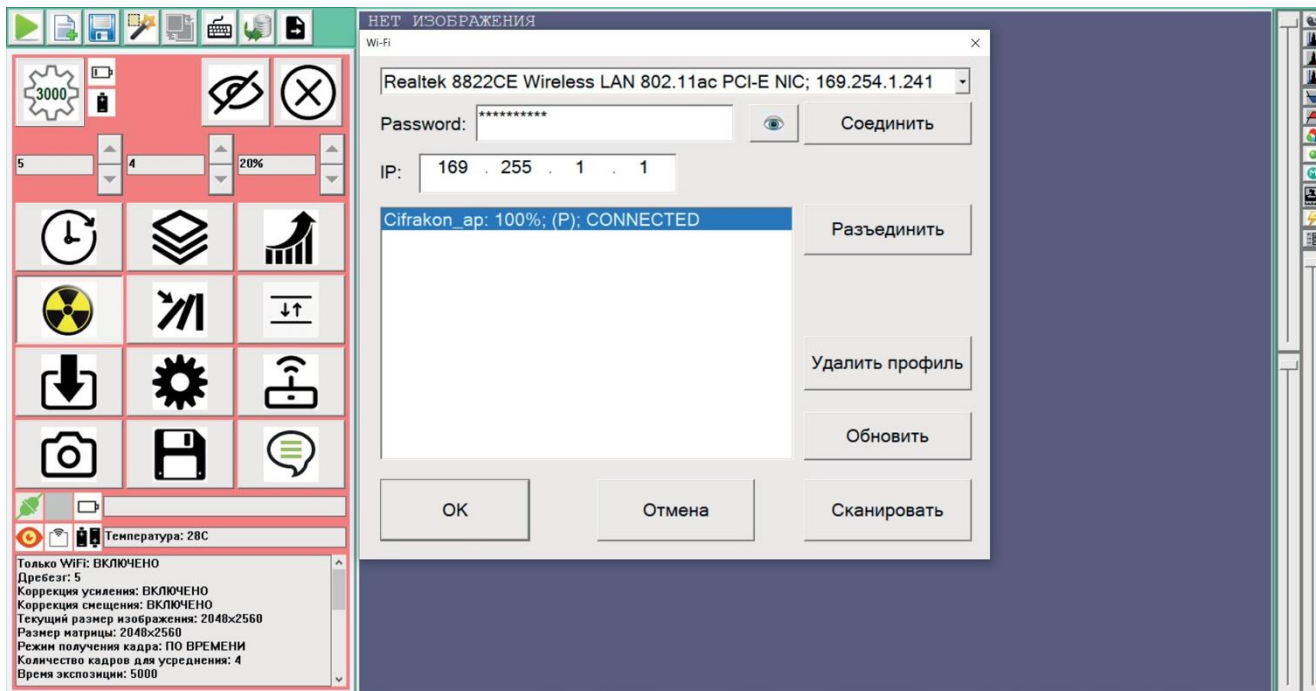 НЕТ ИЗОБРАЖЕНИЯ
Wi-Fi
Realtek 8822CE Wireless LAN 802.11ac PCI-E NIC; 169.254.1.241
Password: **********
Соединить
IP: 169 . 255 . 1 . 1
Cifrakon_ap: 100%; (P); CONNECTED
Разъединить
Удалить профиль
Обновить
OK
Отмена
Сканировать
3000
5
4
20%
Температура: 28C
Только WiFi: ВКЛЮЧЕНО
Дребезг: 5
Коррекция усиления: ВКЛЮЧЕНО
Коррекция смещения: ВКЛЮЧЕНО
Текущий размер изображения: 2048x2560
Размер матрицы: 2048x2560
Режим получения кадра: ПО ВРЕМЕНИ
Количество кадров для усреднения: 4
Время экспозиции: 5000